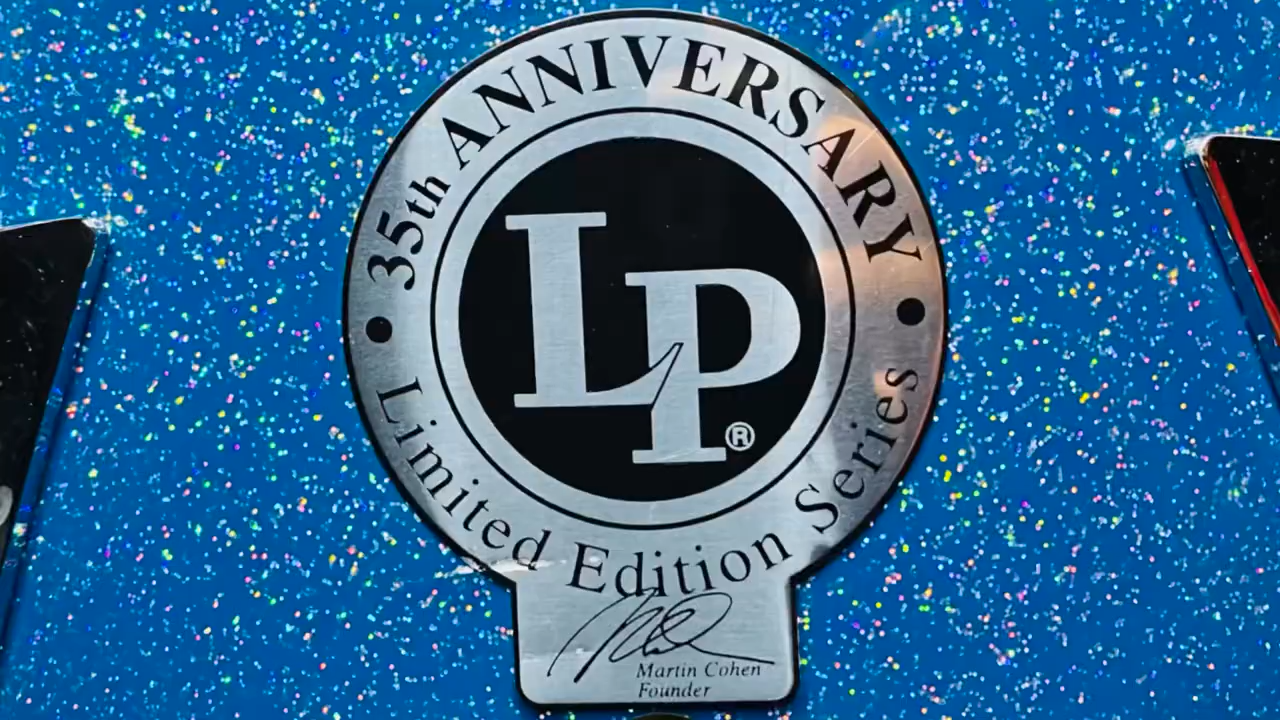 35th ANNIVERSARY
LP®
Limited Edition Series
Martin Cohen
Founder